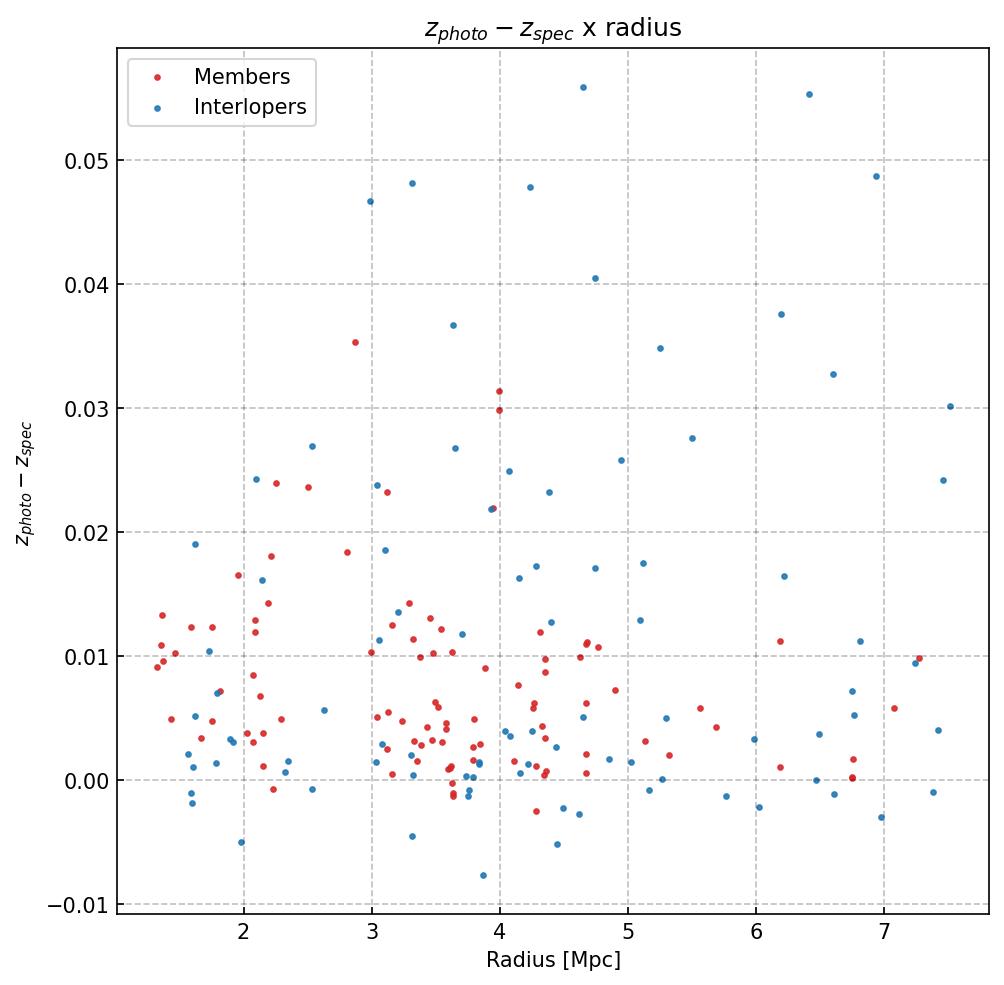 z_photo − z_spec x radius
Members
Interlopers
0.05
0.04
0.03
0.02
0.01
0.00
−0.01
z_photo − z_spec
2 3 4 5 6 7
Radius [Mpc]